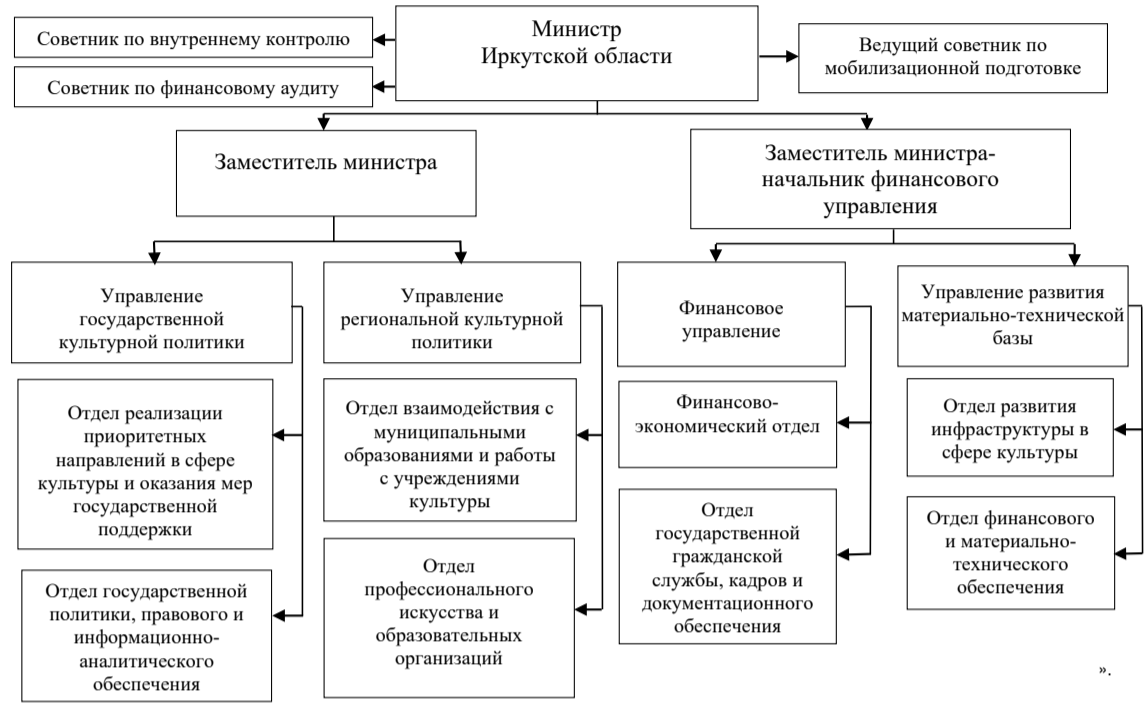 Министр
Иркутской области
Советник по внутреннему контролю
Советник по финансовому аудиту
Ведущий советник по
мобилизационной подготовке
Заместитель министра
Заместитель министра-
начальник финансового
управления
Управление
государственной
культурной политики
Управление
региональной культурной
политики
Финансовое
управление
Управление развития
материально-технической
базы
Отдел реализации
приоритетных
направлений в сфере
культуры и оказания мер
государственной
поддержки
Отдел взаимодействия с
муниципальными
образованиями и работы
с учреждениями
культуры
Финансово-
экономический отдел
Отдел развития
инфраструктуры в
сфере культуры
Отдел государственной
политики, правового и
информационно-
аналитического
обеспечения
Отдел
профессионального
искусства и
образовательных
организаций
Отдел
государственной
гражданской
службы, кадров и
документационного
обеспечения
Отдел финансового
и материально-
технического
обеспечения
».